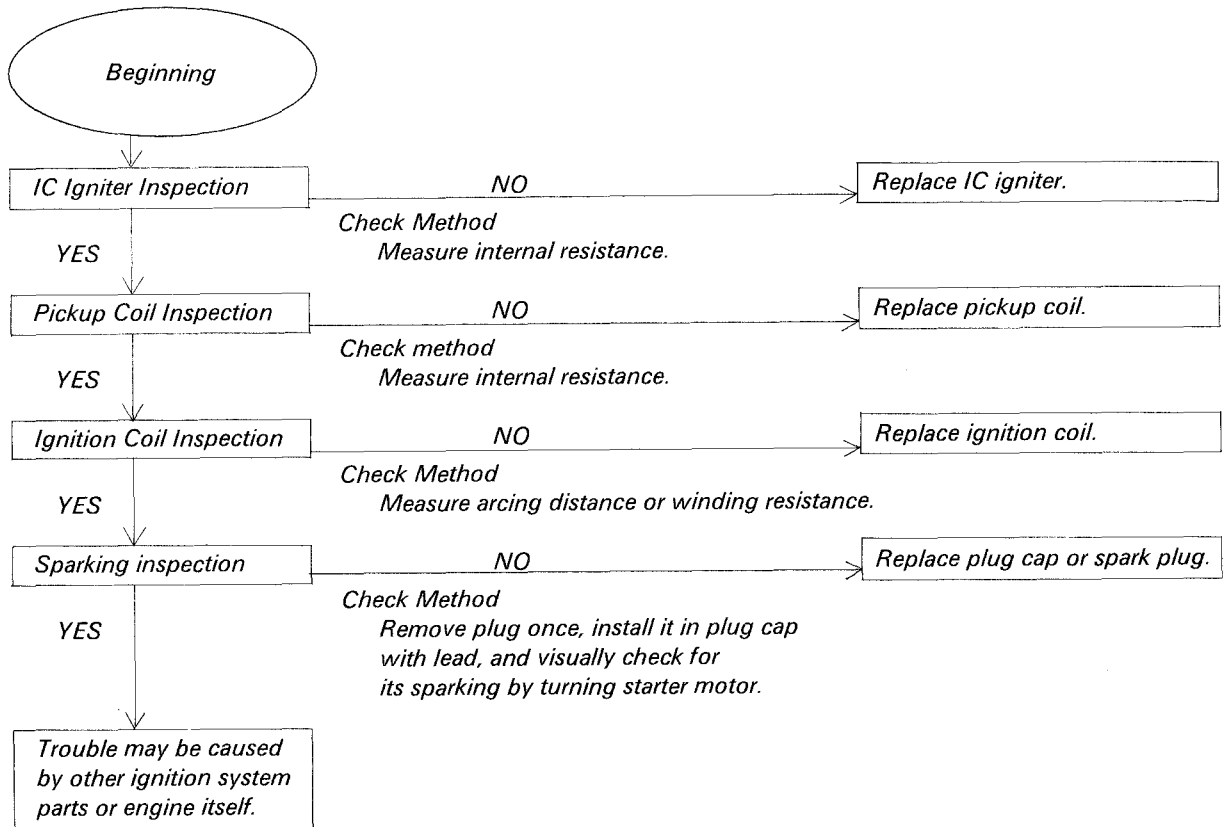 Beginning
IC Igniter Inspection
NO
Replace IC igniter.
Check Method
Measure internal resistance.
YES
Pickup Coil Inspection
NO
Replace pickup coil.
Check method
Measure internal resistance.
YES
Ignition Coil Inspection
NO
Replace ignition coil.
Check Method
Measure arcing distance or winding resistance.
YES
Sparking inspection
NO
Replace plug cap or spark plug.
Check Method
Remove plug once, install it in plug cap
with lead, and visually check for
its sparking by turning starter motor.
YES
Trouble may be caused
by other ignition system
parts or engine itself.